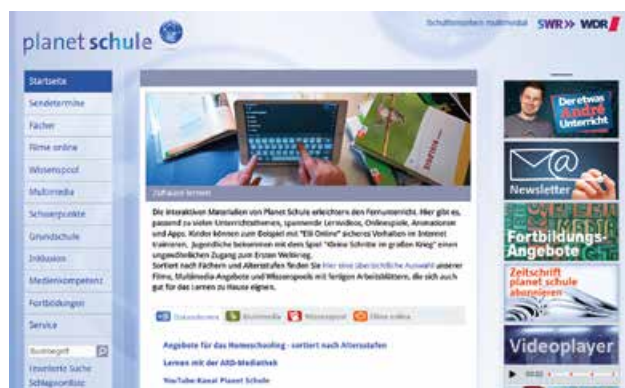 planet schule
Schulfernsehen multimedial SWR>> WDR
Startseite
Sendetermine
Fächer
Filme online
Wissenspool
Multimedia
Schwerpunkte
Grundschule
Inklusion
Medienkompetenz
Fortbildungen
Service
Suchbegriff
Erweiterte Suche
Schlagwortliste
Zuhause lernen
Die interaktiven Materialien von Planet Schule erleichtern den Fernunterricht. Hier gibt es,
passend zu vielen Unterrichtsthemen, spannende Lernvideos, Onlinespiele, Animationen
und Apps. Kinder können zum Beispiel mit "Elli Online" sicheres Verhalten im Internet
trainieren, Jugendliche bekommen mit dem Spiel "Kleine Schritte im großen Krieg" einen
ungewöhnlichen Zugang zum Ersten Weltkrieg.
Sortiert nach Fächern und Altersstufen finden Sie hier eine übersichtliche Auswahl unserer
Filme, Multimedia-Angebote und Wissenspools mit fertigen Arbeitsblättern, die sich auch
gut für das Lernen zu Hause eignen.
Multimedia Wissenspool Filme online
Angebote für das Homeschooling - sortiert nach Altersstufen
Lernen mit der ARD-Mediathek
YouTube-Kanal Planet Schule
Der etwas
André
Unterricht
Newsletter
Fortbildungs-
Angebote
Zeitschrift
planet schule
abonnieren
Videoplayer
00:00